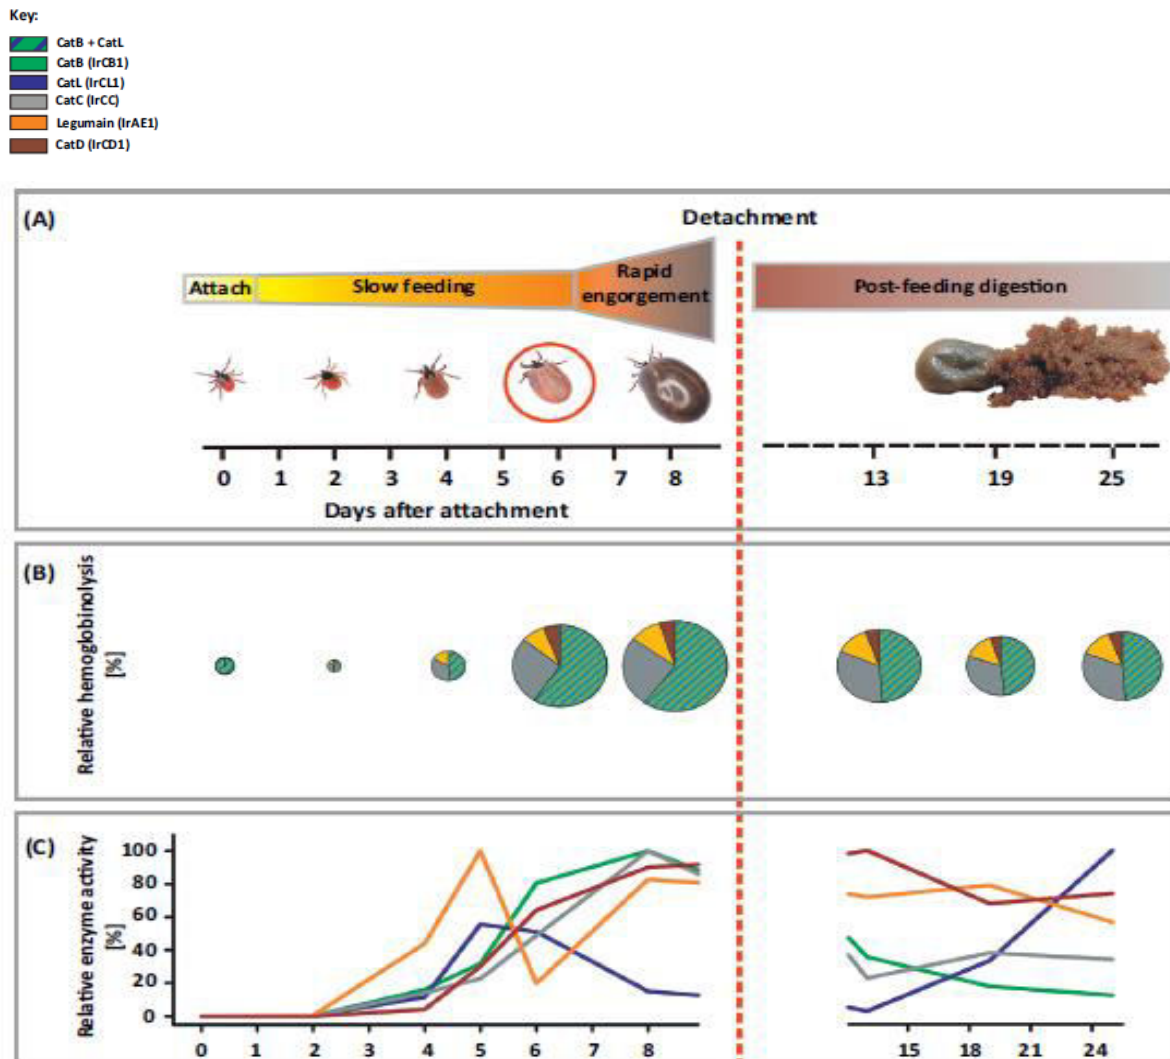 Key:
CatB + CatL
CatB (IrCB1)
CatL (IrCL1)
CatC (IrCC)
Legumain (IrAE1)
CatD (IrCD1)
(A)
Detachment
Attach
Slow feeding
Rapid
engorgement
Post-feeding digestion
0 1 2 3 4 5 6 7 8 13 19 25
Days after attachment
(B)
Relative hemoglobinolysis
[%]
(C)
Relative enzyme activity
[%]
100
80
60
40
20
0
0 1 2 3 4 5 6 7 8 15 18 21 24